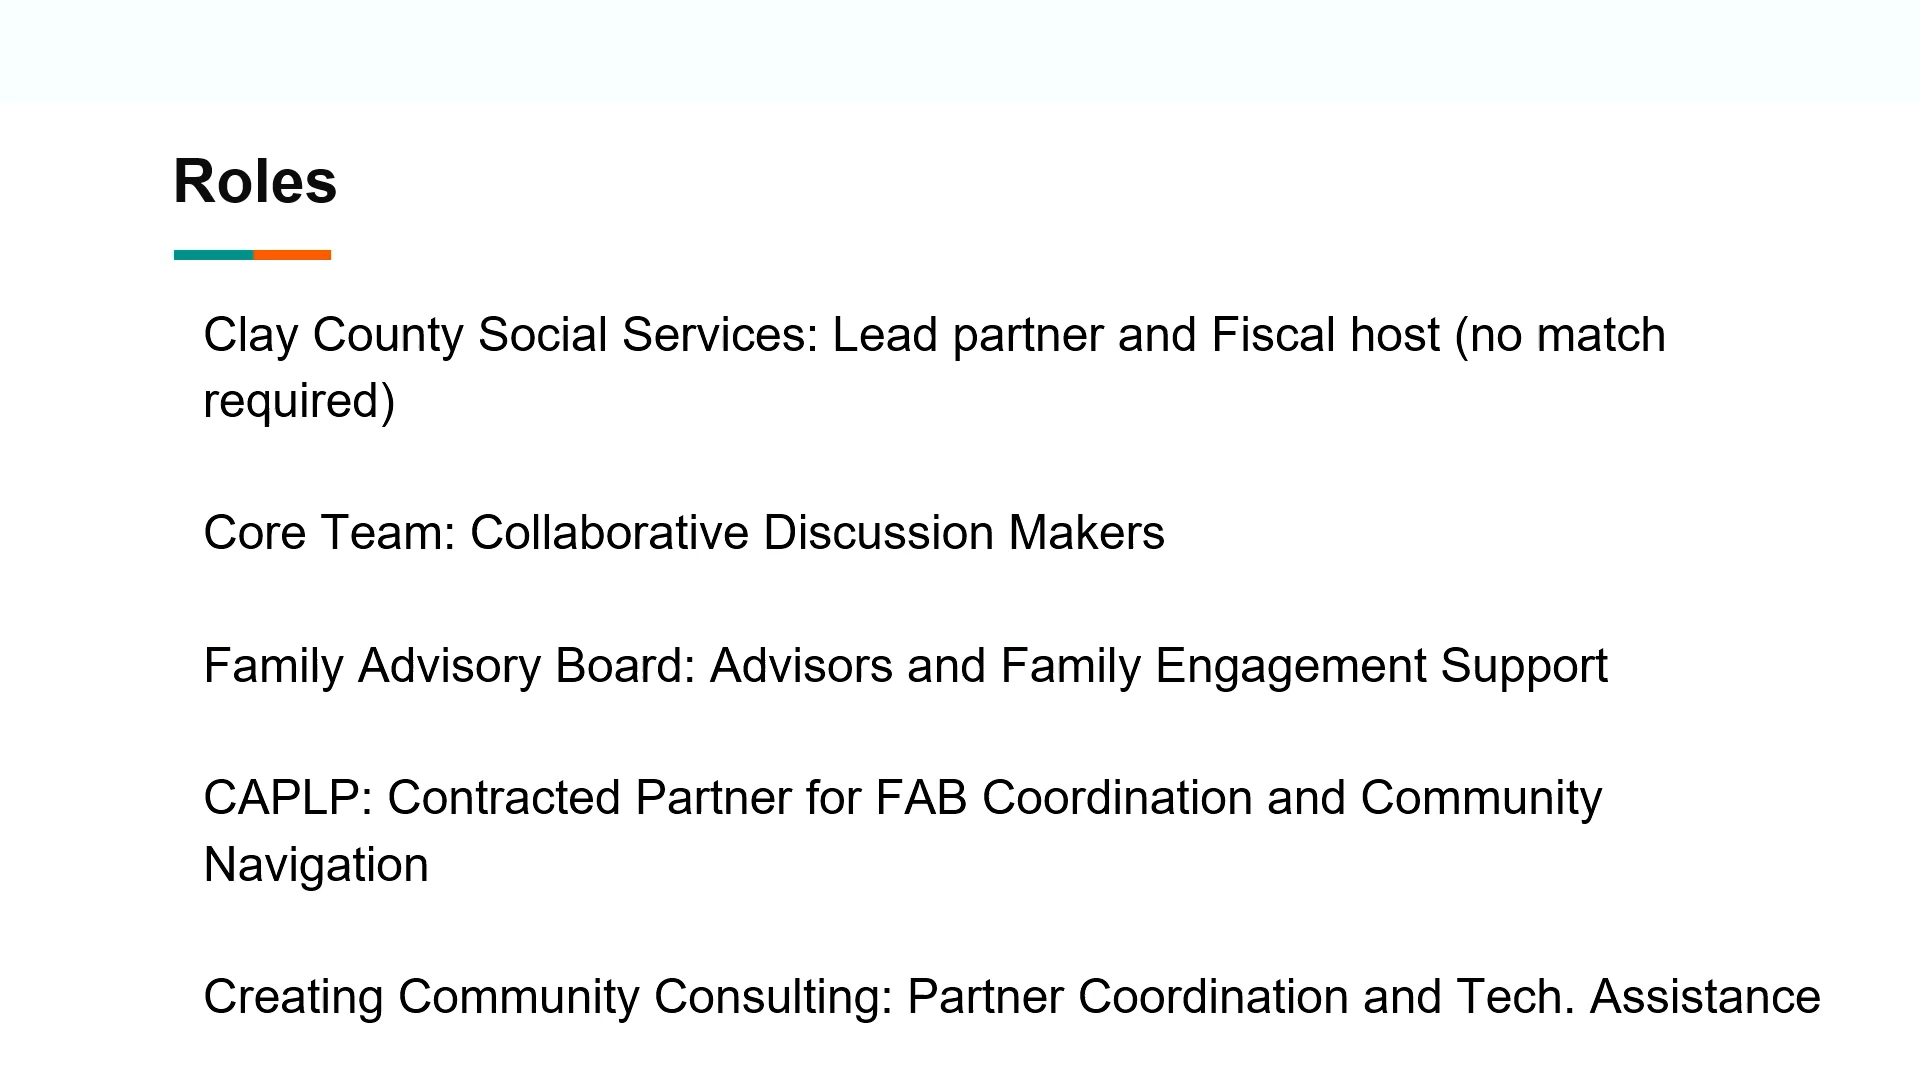 Roles
Clay County Social Services: Lead partner and Fiscal host (no match
required)
Core Team: Collaborative Discussion Makers
Family Advisory Board: Advisors and Family Engagement Support
CAPLP: Contracted Partner for FAB Coordination and Community
Navigation
Creating Community Consulting: Partner Coordination and Tech. Assistance